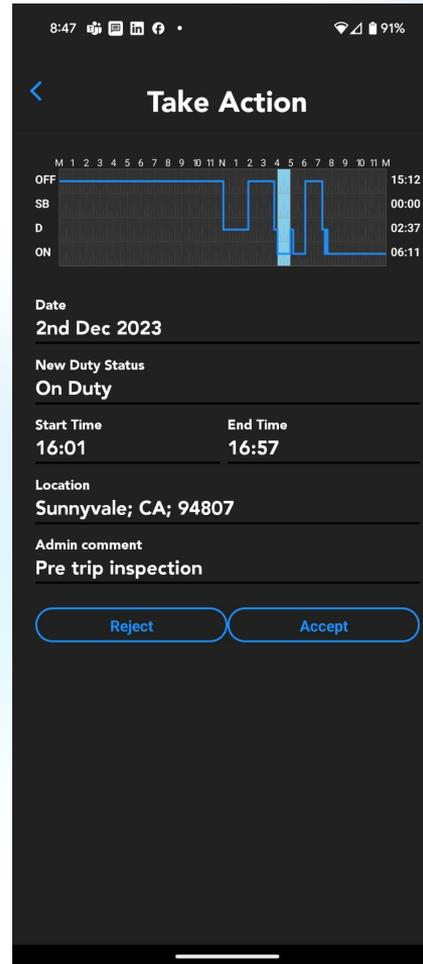 8:47 91%
Take Action
M 1 2 3 4 5 6 7 8 9 10 11 N 1 2 3 4 5 6 7 8 9 10 11 M
OFF 15:12
SB 00:00
D 02:37
ON 06:11
Date
2nd Dec 2023
New Duty Status
On Duty
Start Time End Time
16:01 16:57
Location
Sunnyvale; CA; 94807
Admin comment
Pre trip inspection
Reject Accept